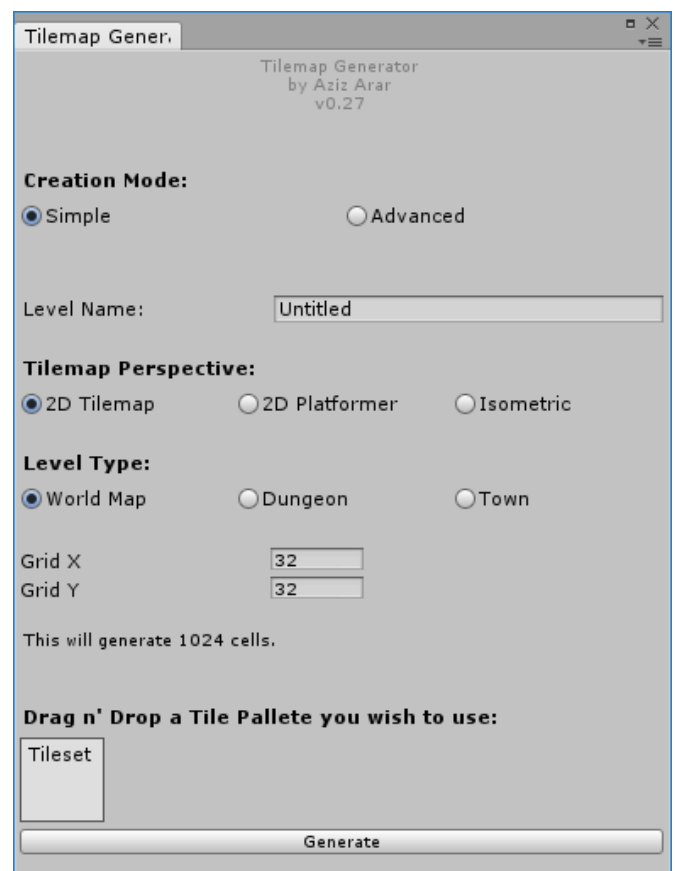 Tilemap Gener
Tilemap Generator
by Aziz Arar
v0.27
Creation Mode:
Simple Advanced
Level Name: Untitled
Tilemap Perspective:
2D Tilemap 2D Platformer Isometric
Level Type:
World Map Dungeon Town
Grid X 32
Grid Y 32
This will generate 1024 cells.
Drag n' Drop a Tile Pallete you wish to use:
Tileset
Generate